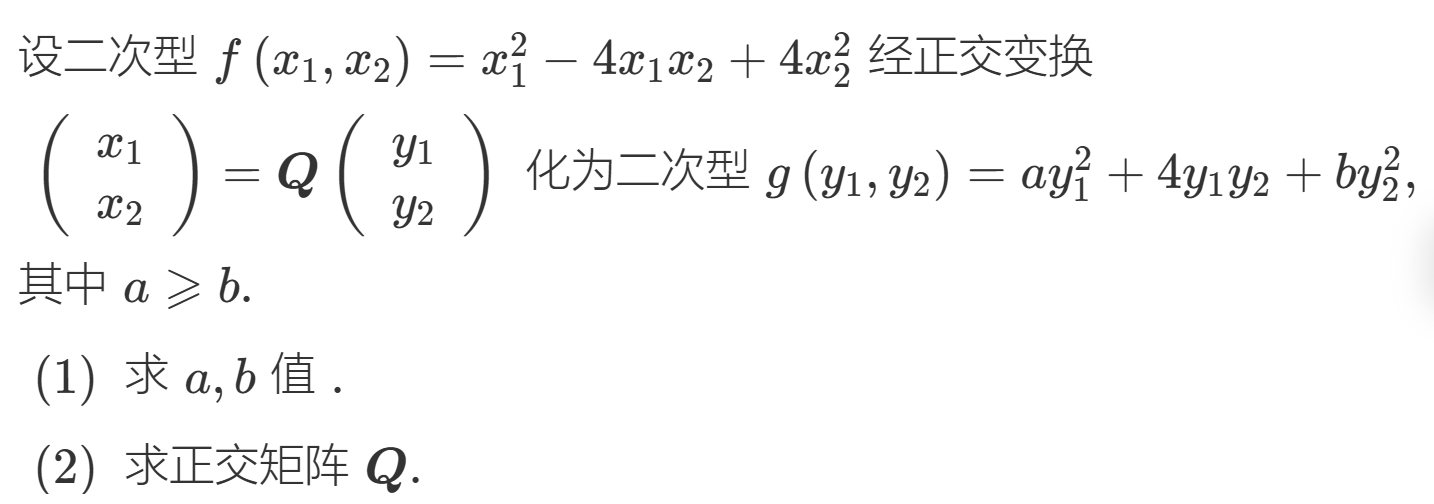 设二次型 f (x₁, x₂) = x₁² − 4x₁x₂ + 4x₂² 经正交变换
( x₁ x₂ ) = Q ( y₁ y₂ ) 化为二次型 g (y₁, y₂) = ay₁² + 4y₁y₂ + by₂²,
其中 a ⩾ b.
(1) 求 a, b 值 .
(2) 求正交矩阵 Q.